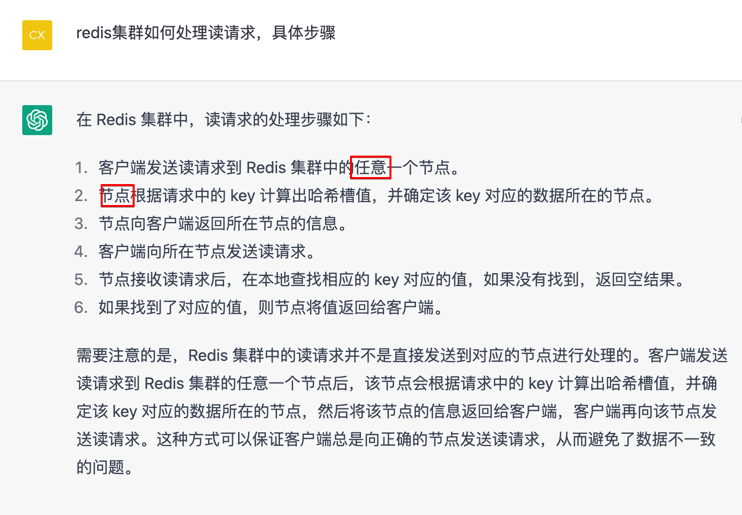 CX
redis集群如何处理读请求，具体步骤
在 Redis 集群中，读请求的处理步骤如下：
1. 客户端发送读请求到 Redis 集群中的任意一个节点。
2. 节点根据请求中的 key 计算出哈希槽值，并确定该 key 对应的数据所在的节点。
3. 节点向客户端返回所在节点的信息。
4. 客户端向所在节点发送读请求。
5. 节点接收读请求后，在本地查找相应的 key 对应的值，如果没有找到，返回空结果。
6. 如果找到了对应的值，则节点将值返回给客户端。
需要注意的是，Redis 集群中的读请求并不是直接发送到对应的节点进行处理的。客户端发送
读请求到 Redis 集群的任意一个节点后，该节点会根据请求中的 key 计算出哈希槽值，并确
定该 key 对应的数据所在的节点，然后将该节点的信息返回给客户端，客户端再向该节点发
送读请求。这种方式可以保证客户端总是向正确的节点发送读请求，从而避免了数据不一致
的问题。